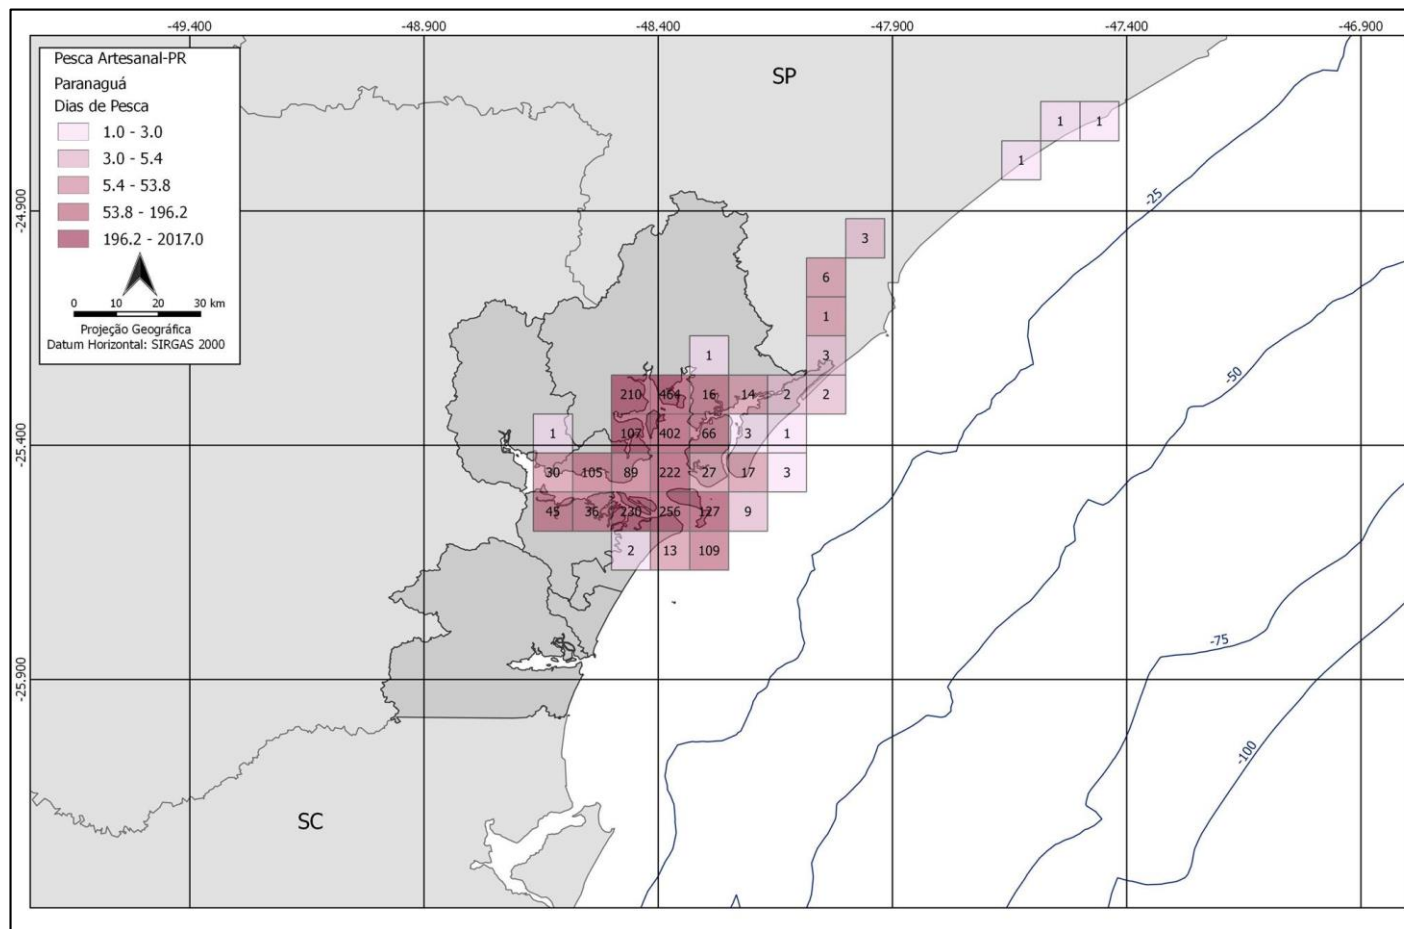 -49.400 -48.900 -48.400 -47.900 -47.400 -46.900
Pesca Artesanal-PR
Paranaguá
Dias de Pesca
1.0 - 3.0
3.0 - 5.4
5.4 - 53.8
53.8 - 196.2
196.2 - 2017.0
0 10 20 30 km
Projeção Geográfica
Datum Horizontal: SIRGAS 2000
SP
1 1
1
-24.900
-25
3
6
1
1 3
-50
210 464 16 14 2 2
1 107 402 66 3 1
-25.400
30 105 89 222 27 17 3
45 36 230 256 127 9
2 13 109
-75
-25.900
-100
SC